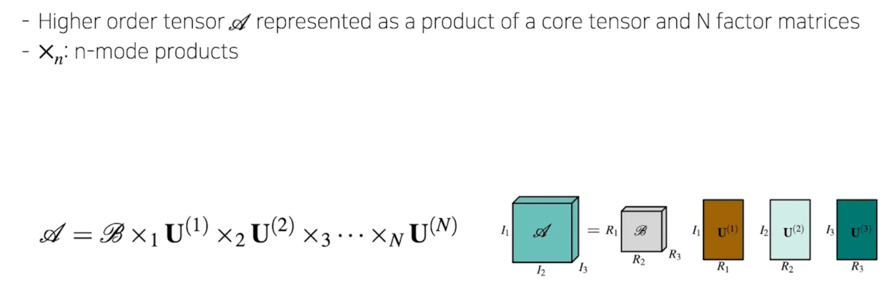 - Higher order tensor 𝒜 represented as a product of a core tensor and N factor matrices
- ×ₙ: n-mode products
𝒜 = ℬ ×₁ U⁽¹⁾ ×₂ U⁽²⁾ ×₃ ⋯ ×_N U⁽ᴺ⁾
I₁ 𝒜 I₂ I₃ = R₁ ℬ R₂ R₃ I₁ U⁽¹⁾ R₁ I₂ U⁽²⁾ R₂ I₃ U⁽³⁾ R₃